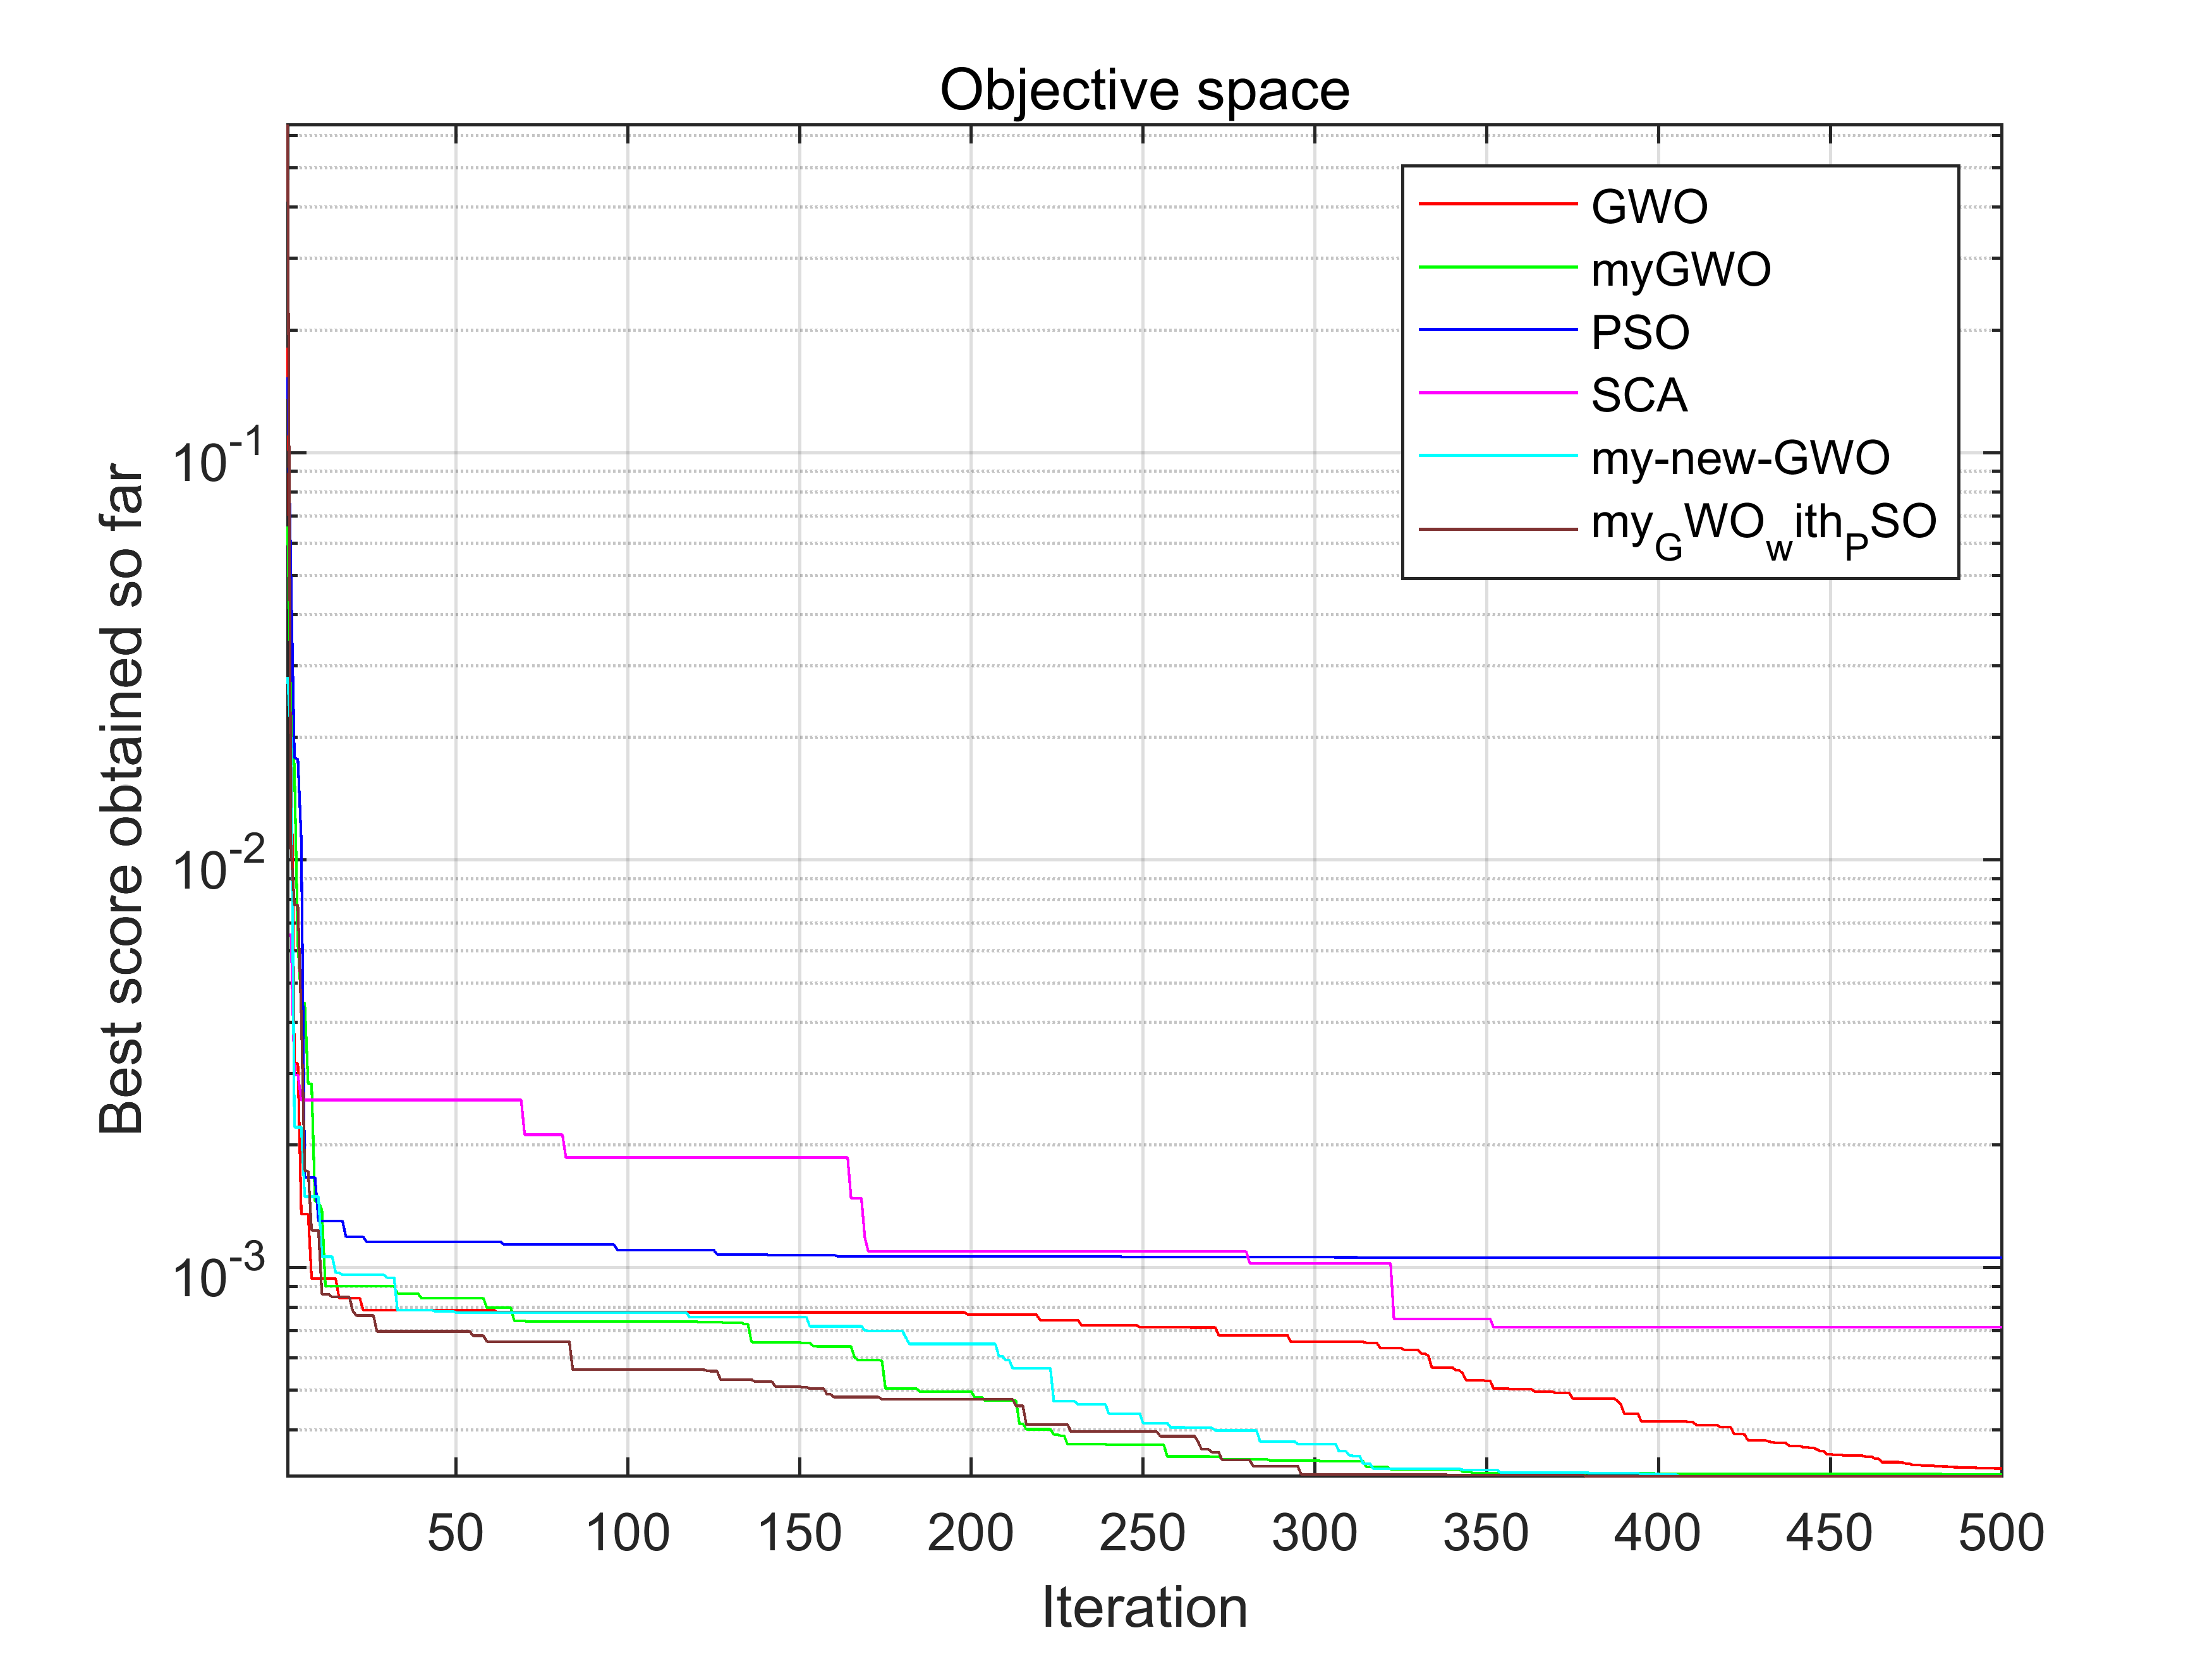 Objective space
GWO
myGWO
PSO
SCA
my-new-GWO
my_GWO_with_PSO
Best score obtained so far
10^-1
10^-2
10^-3
50 100 150 200 250 300 350 400 450 500
Iteration